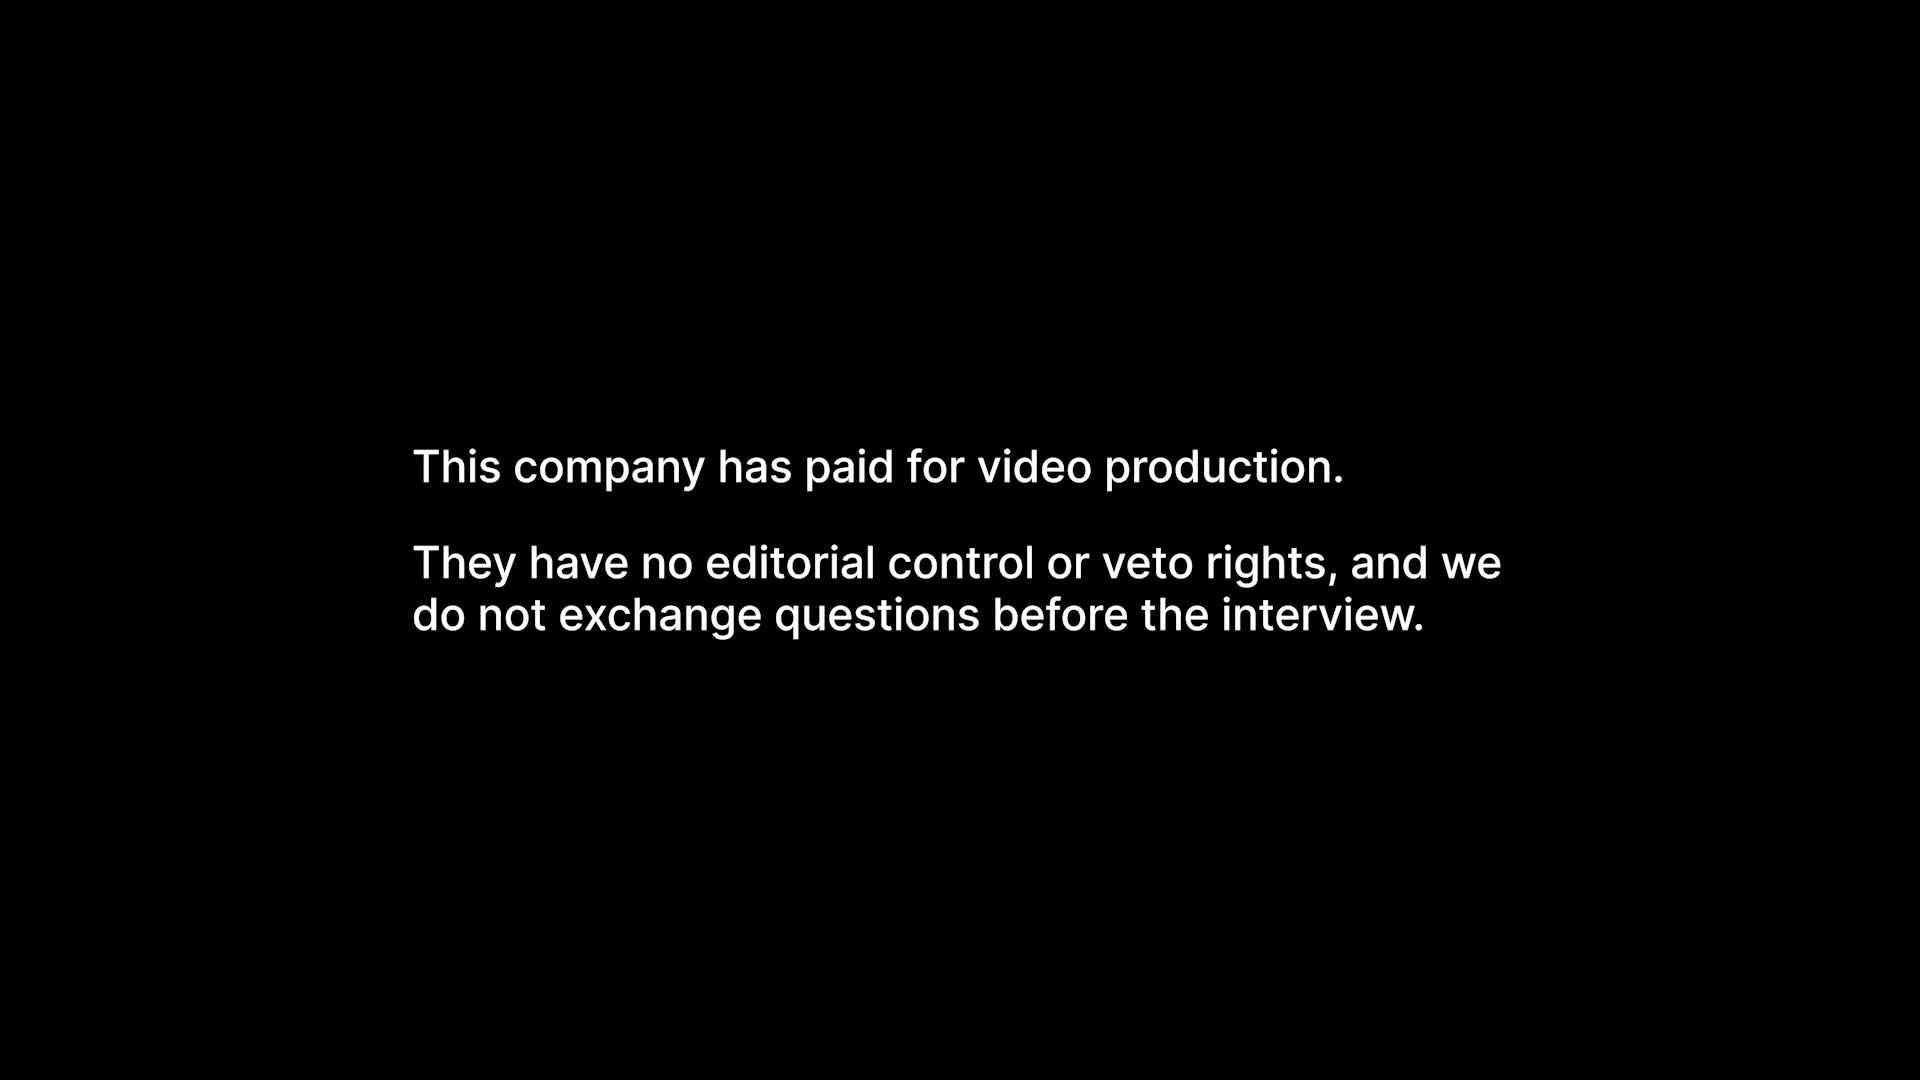 This company has paid for video production.
They have no editorial control or veto rights, and we
do not exchange questions before the interview.